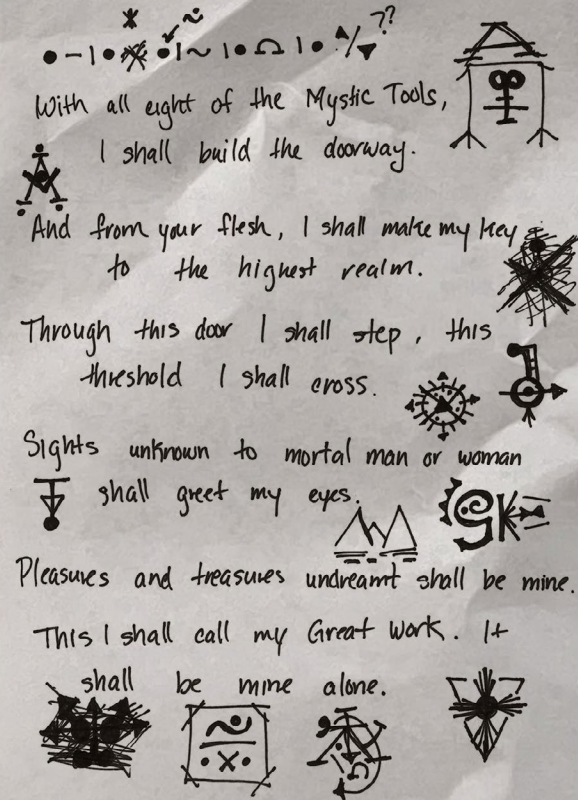 ??
With all eight of the Mystic Tools,
I shall build the doorway.
And from your flesh, I shall make my key
to the highest realm.
Through this door I shall step, this
threshold I shall cross.
Sights unknown to mortal man or woman
shall greet my eyes.
Pleasures and treasures undreamt shall be mine.
This I shall call my Great Work. It
shall be mine alone.